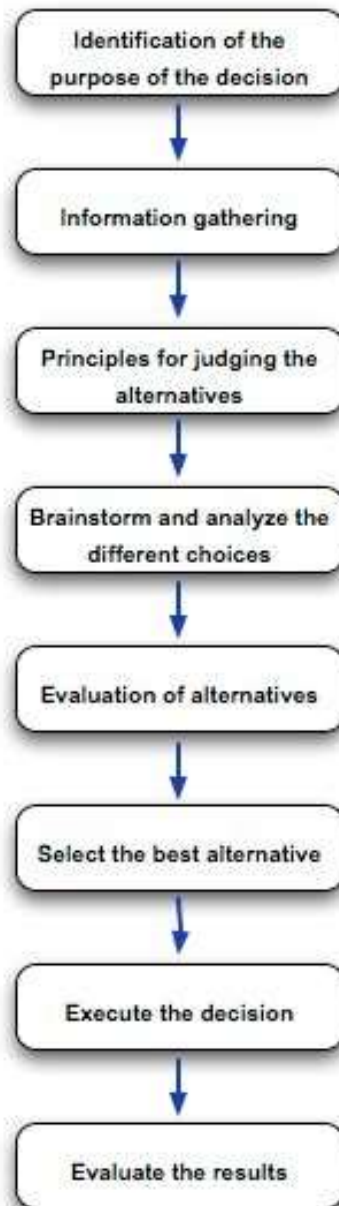 Identification of the
purpose of the decision
Information gathering
Principles for judging the
alternatives
Brainstorm and analyze the
different choices
Evaluation of alternatives
Select the best alternative
Execute the decision
Evaluate the results